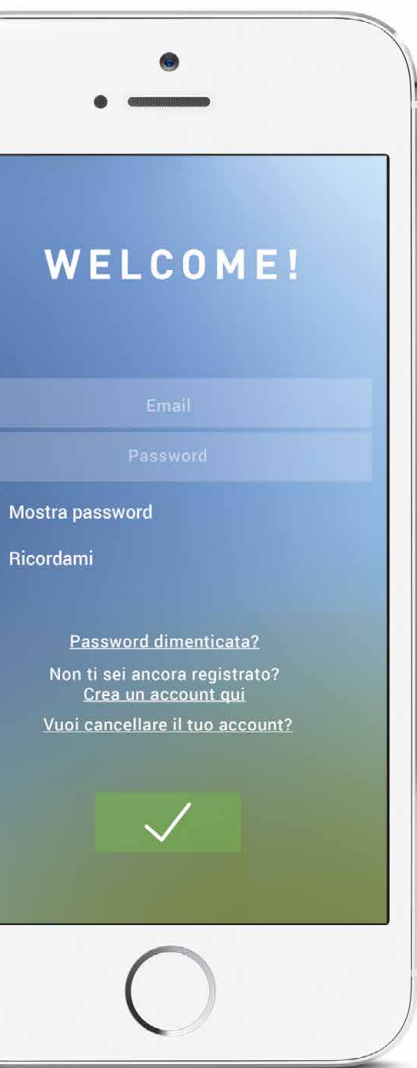 WELCOME!
Email
Password
Mostra password
Ricordami
Password dimenticata?
Non ti sei ancora registrato?
Crea un account qui
Vuoi cancellare il tuo account?